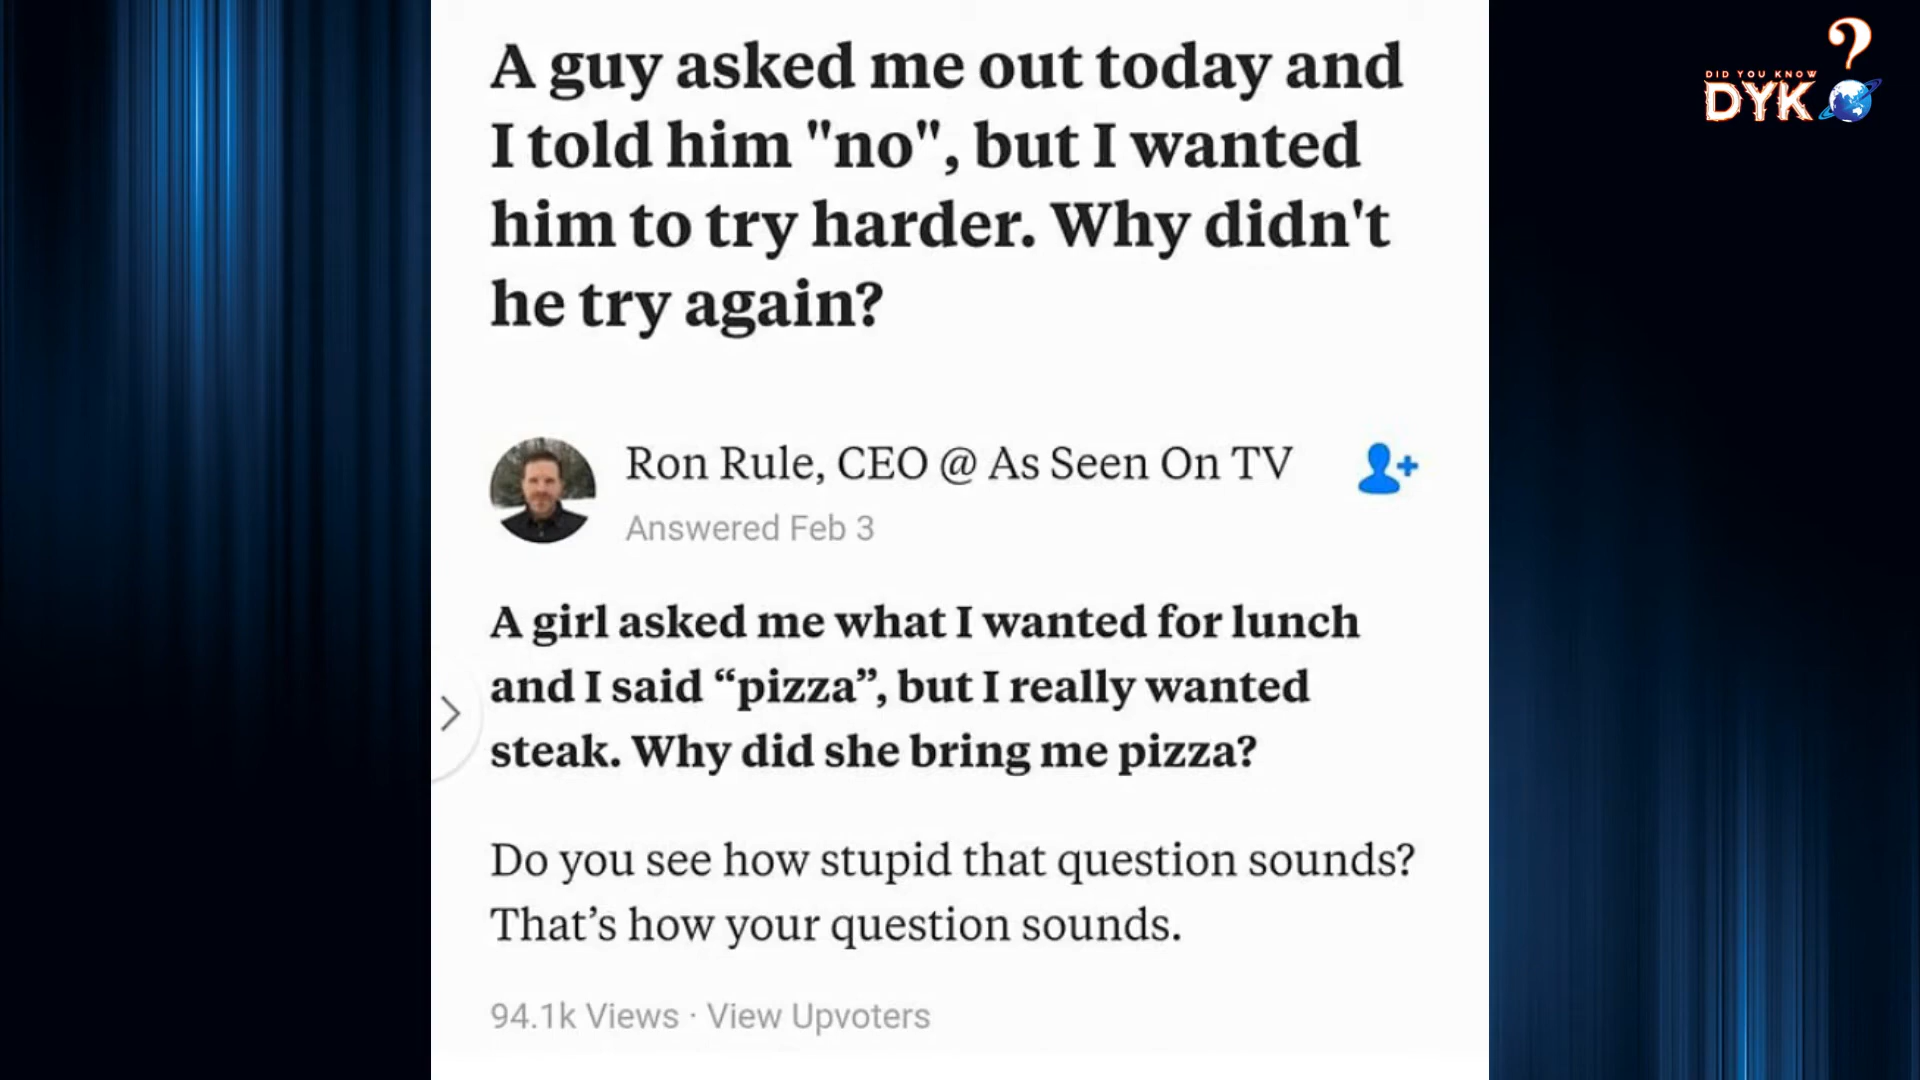 A guy asked me out today and
I told him "no", but I wanted
him to try harder. Why didn't
he try again?
Ron Rule, CEO @ As Seen On TV
Answered Feb 3
A girl asked me what I wanted for lunch
and I said “pizza”, but I really wanted
steak. Why did she bring me pizza?
Do you see how stupid that question sounds?
That’s how your question sounds.
94.1k Views · View Upvoters
?
DID YOU KNOW
DYK